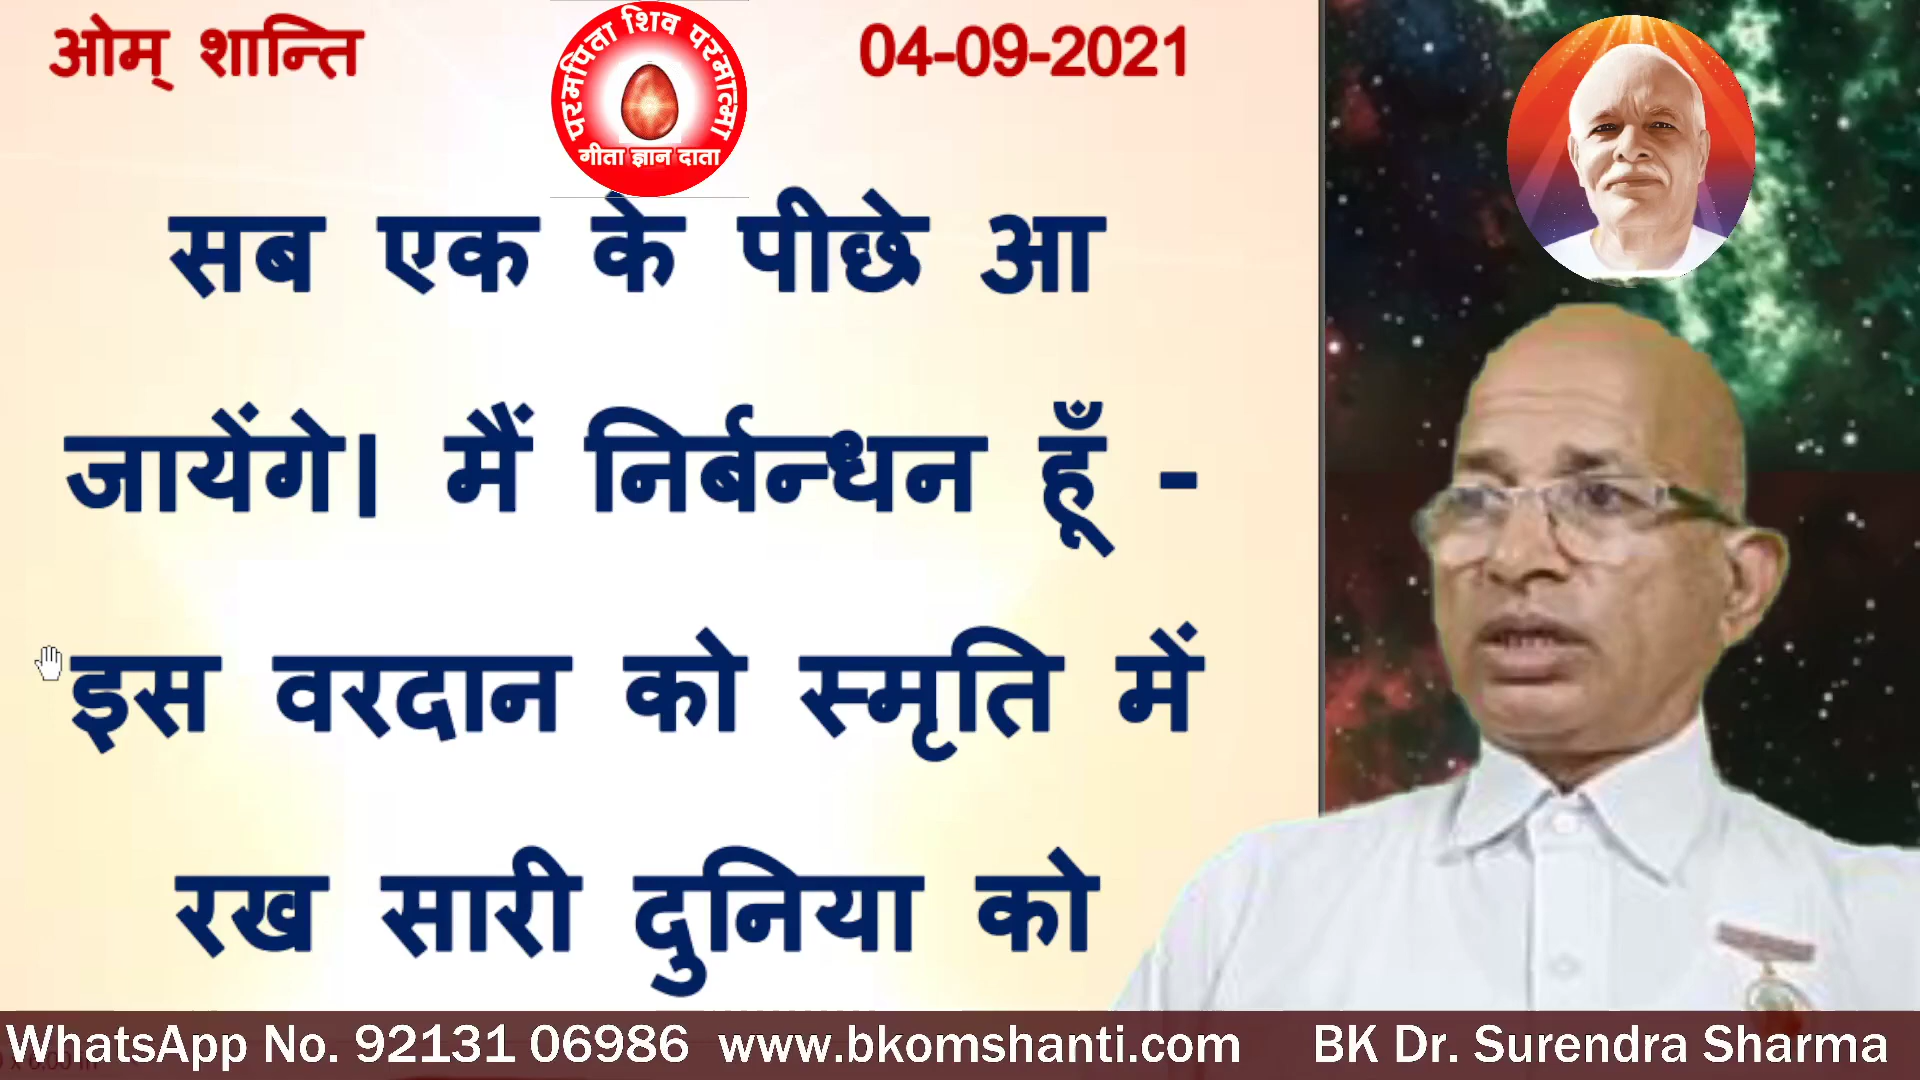 ओम् शान्ति
परमपिता शिव परमात्मा
गीता ज्ञान दाता
04-09-2021
सब एक के पीछे आ
जायेंगे। मैं निर्बन्धन हूँ -
इस वरदान को स्मृति में
रख सारी दुनिया को
WhatsApp No. 92131 06986 www.bkomshanti.com BK Dr. Surendra Sharma